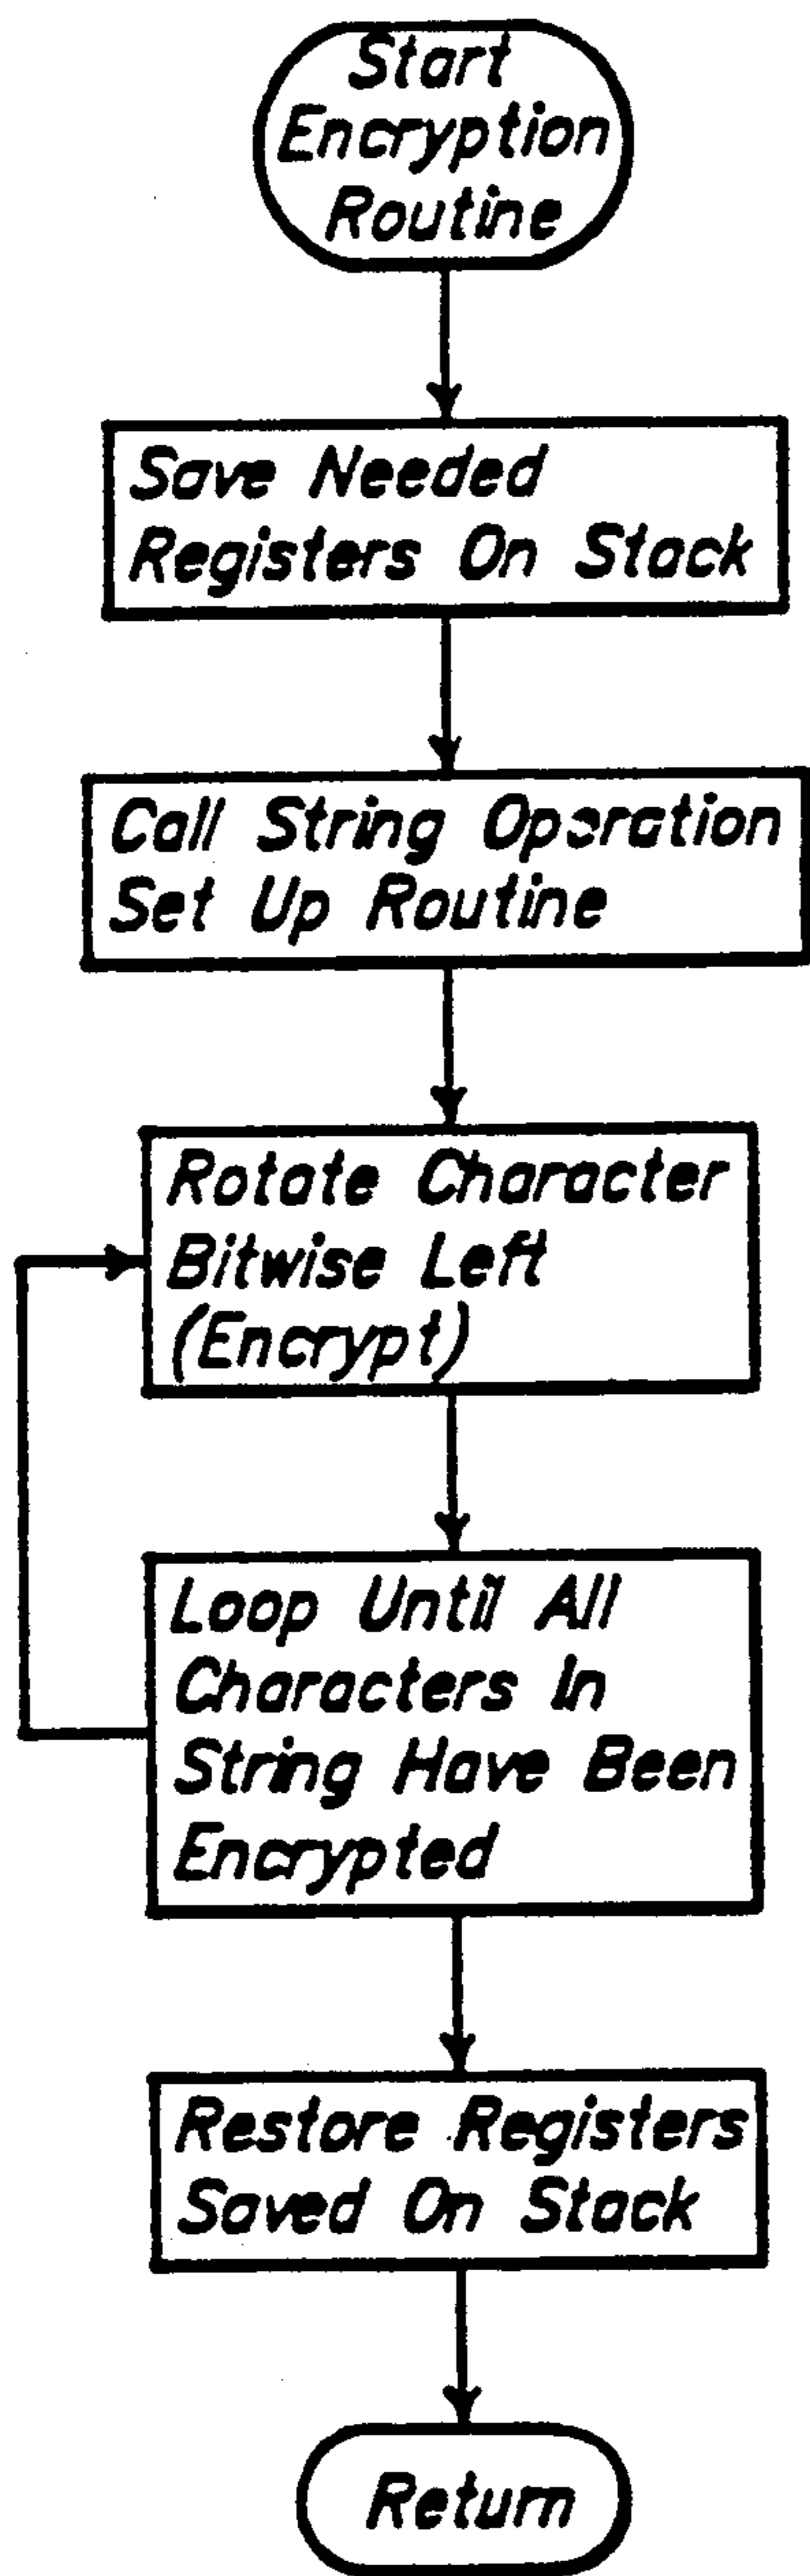 Start
Encryption
Routine
Save Needed
Registers On Stack
Call String Operation
Set Up Routine
Rotate Character
Bitwise Left
(Encrypt)
Loop Until All
Characters In
String Have Been
Encrypted
Restore Registers
Saved On Stack
Return